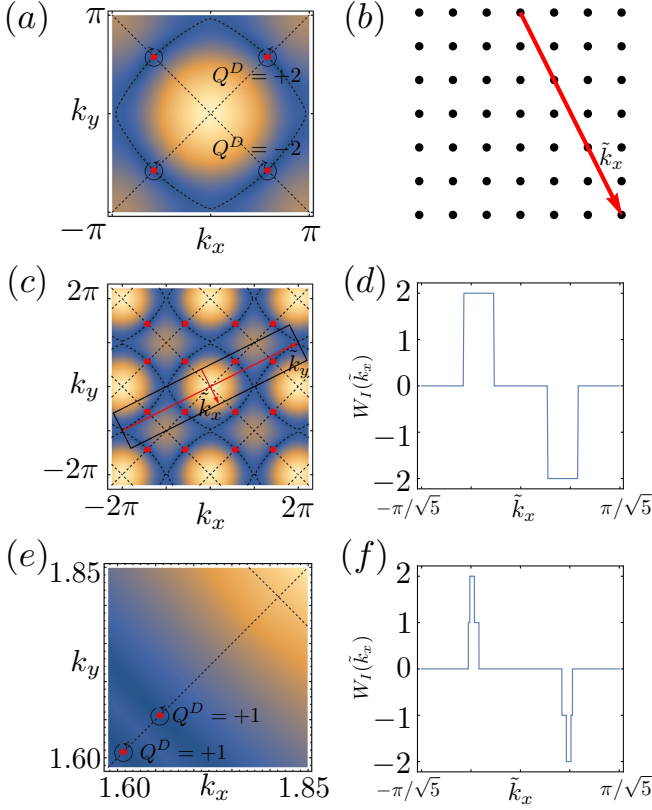 (a)
π
k_y
−π
k_x
π
Q^D = +2
Q^D = −2
(b)
k̃_x
(c)
2π
k_y
−2π
−2π
k_x
2π
k̃_y
k̃_x
(d)
2
1
0
−1
−2
W_I(k̃_x)
−π/√5
k̃_x
π/√5
(e)
1.85
k_y
1.60
1.60
k_x
1.85
Q^D = +1
Q^D = +1
(f)
2
1
0
−1
−2
W_I(k̃_x)
−π/√5
k̃_x
π/√5